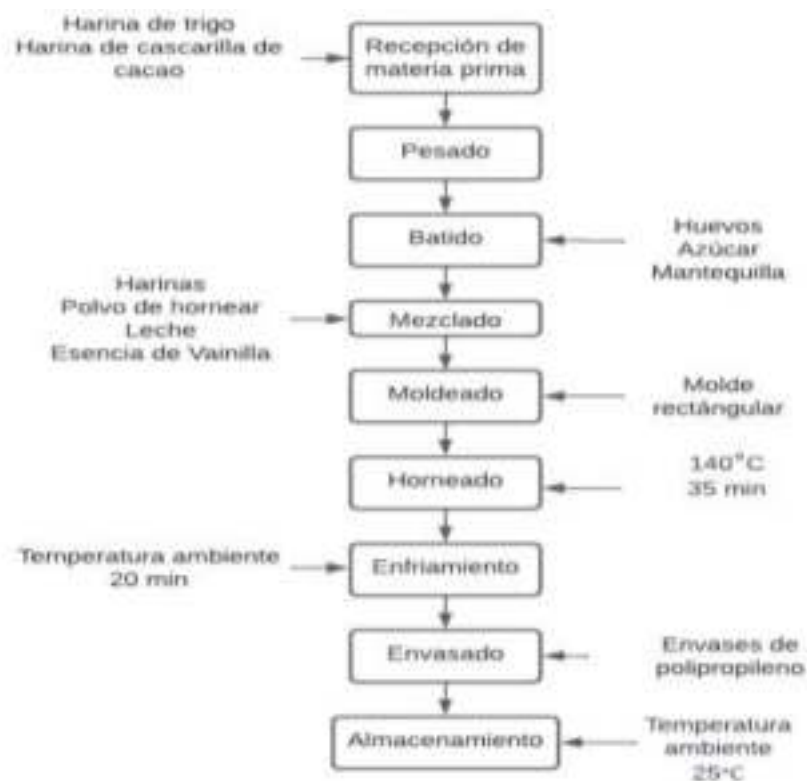 Harina de trigo
Harina de cascarilla de
cacao
Recepción de
materia prima
Pesado
Batido
Huevos
Azúcar
Mantequilla
Harinas
Polvo de hornear
Leche
Esencia de Vainilla
Mezclado
Moldeado
Molde
rectángular
Horneado
140°C
35 min
Temperatura ambiente
20 min
Enfriamiento
Envasado
Envases de
polipropileno
Almacenamiento
Temperatura
ambiente
25°C